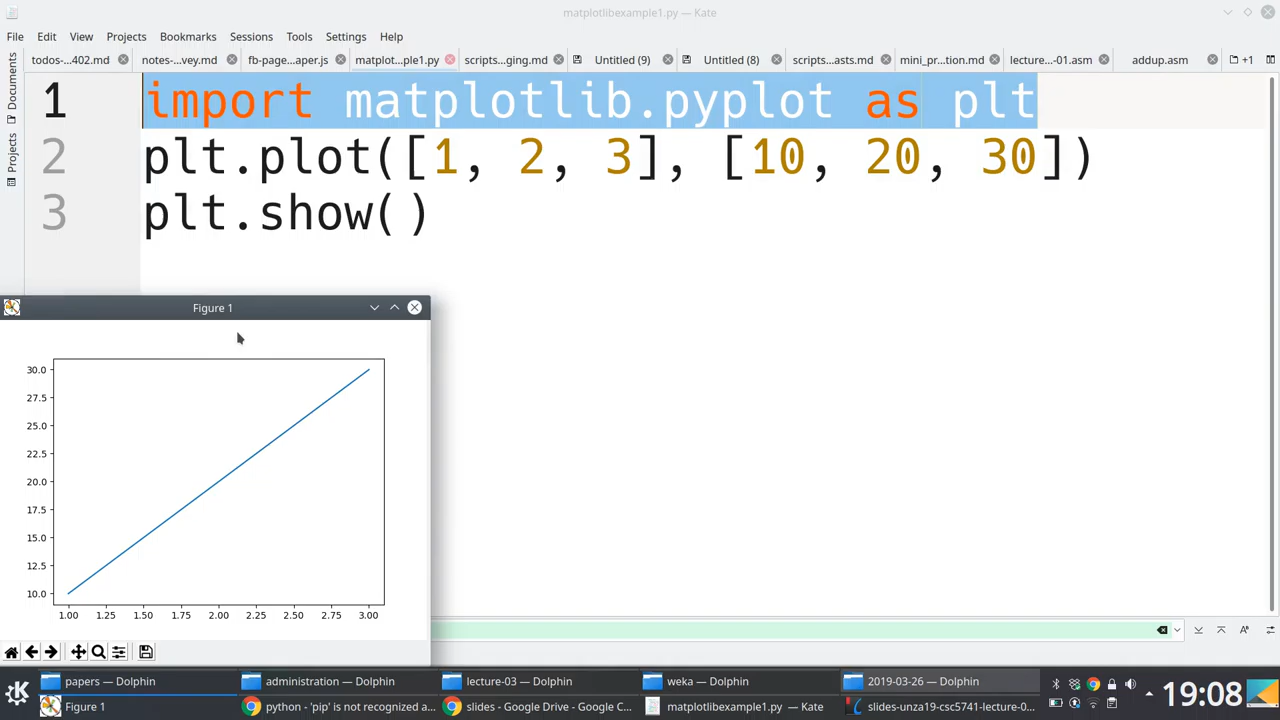 matplotlibexample1.py — Kate
File Edit View Projects Bookmarks Sessions Tools Settings Help
todos-...402.md notes-...vey.md fb-page...aper.js matplot...ple1.py scripts...ging.md Untitled (9) Untitled (8) scripts...asts.md mini_pr...tion.md lecture...-01.asm addup.asm +1
Documents
Projects
1 import matplotlib.pyplot as plt
2 plt.plot([1, 2, 3], [10, 20, 30])
3 plt.show()
Figure 1
30.0
27.5
25.0
22.5
20.0
17.5
15.0
12.5
10.0
1.00 1.25 1.50 1.75 2.00 2.25 2.50 2.75 3.00
papers — Dolphin administration — Dolphin lecture-03 — Dolphin weka — Dolphin 2019-03-26 — Dolphin
Figure 1 python - 'pip' is not recognized a... slides - Google Drive - Google C... matplotlibexample1.py — Kate slides-unza19-csc5741-lecture-0...
19:08